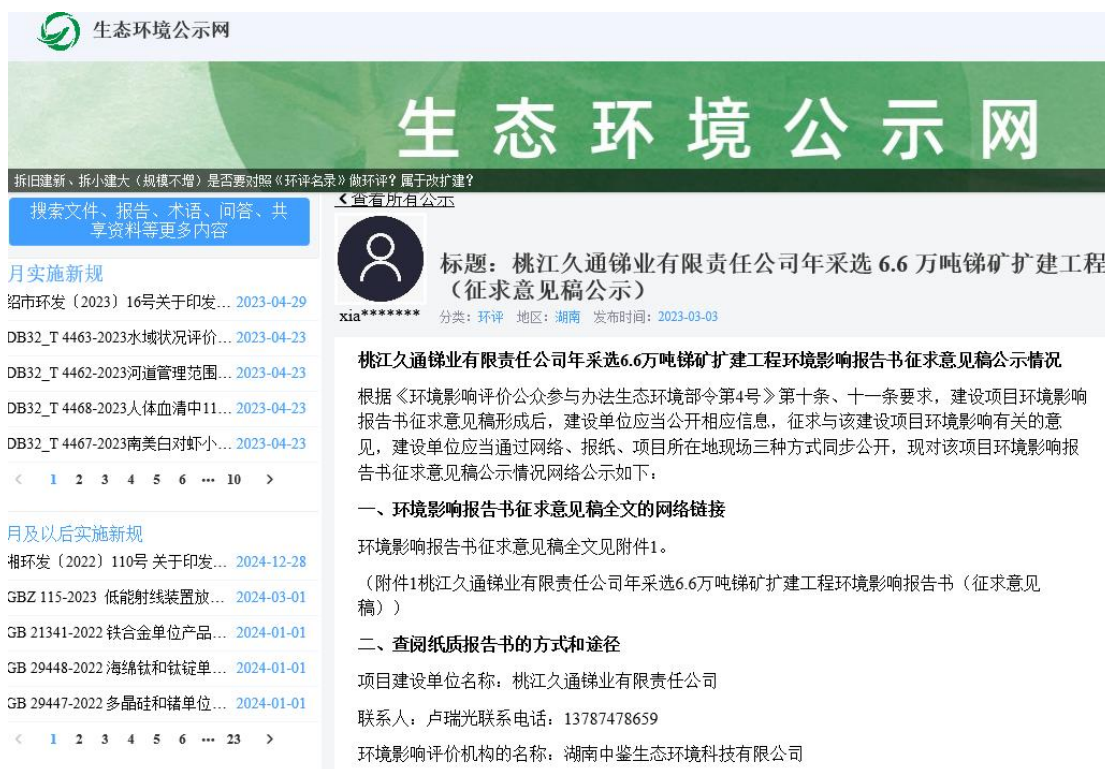 生态环境公示网
生态环境公示网
拆旧建新、拆小建大（规模不增）是否要对照《环评名录》做环评？属于改扩建？
搜索文件、报告、术语、问答、共
享资料等更多内容
月实施新规
绍市环发〔2023〕16号关于印发... 2023-04-29
DB32_T 4463-2023水域状况评价... 2023-04-23
DB32_T 4462-2023河道管理范围... 2023-04-23
DB32_T 4468-2023人体血清中11... 2023-04-23
DB32_T 4467-2023南美白对虾小... 2023-04-23
< 1 2 3 4 5 6 ··· 10 >
月及以后实施新规
湘环发〔2022〕110号 关于印发... 2024-12-28
GBZ 115-2023 低能射线装置放... 2024-03-01
GB 21341-2022 铁合金单位产品... 2024-01-01
GB 29448-2022 海绵钛和钛锭单... 2024-01-01
GB 29447-2022 多晶硅和锗单位... 2024-01-01
< 1 2 3 4 5 6 ··· 23 >
<查看所有公示
xia*******
标题：桃江久通锑业有限责任公司年采选 6.6 万吨锑矿扩建工程
（征求意见稿公示）
分类：环评 地区：湖南 发布时间：2023-03-03
桃江久通锑业有限责任公司年采选6.6万吨锑矿扩建工程环境影响报告书征求意见稿公示情况
根据《环境影响评价公众参与办法生态环境部令第4号》第十条、十一条要求，建设项目环境影响
报告书征求意见稿形成后，建设单位应当公开相应信息，征求与该建设项目环境影响有关的意
见，建设单位应当通过网络、报纸、项目所在地现场三种方式同步公开，现对该项目环境影响报
告书征求意见稿公示情况网络公示如下：
一、环境影响报告书征求意见稿全文的网络链接
环境影响报告书征求意见稿全文见附件1。
（附件1桃江久通锑业有限责任公司年采选6.6万吨锑矿扩建工程环境影响报告书（征求意见
稿））
二、查阅纸质报告书的方式和途径
项目建设单位名称：桃江久通锑业有限责任公司
联系人：卢瑞光联系电话：13787478659
环境影响评价机构的名称：湖南中鉴生态环境科技有限公司